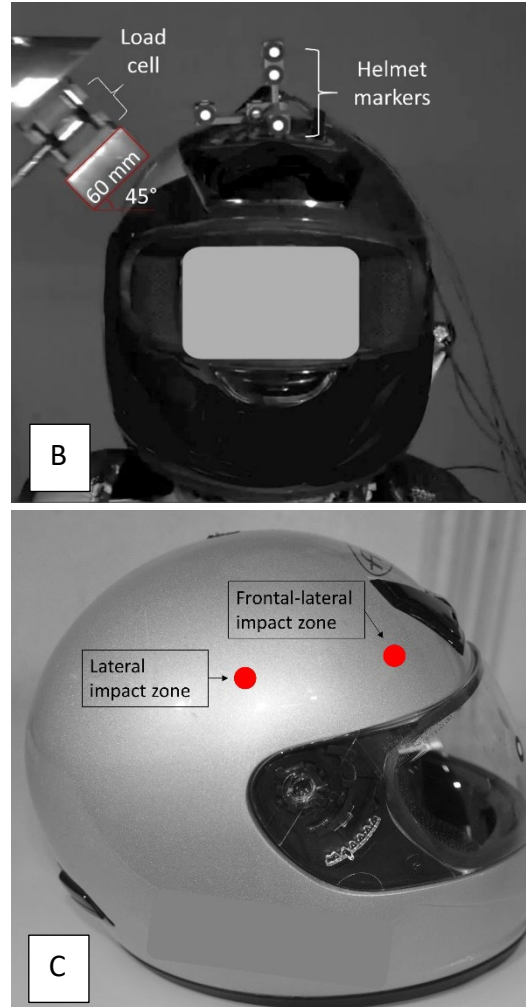 Load
cell
Helmet
markers
60 mm
45°
B
Frontal-lateral
impact zone
Lateral
impact zone
C